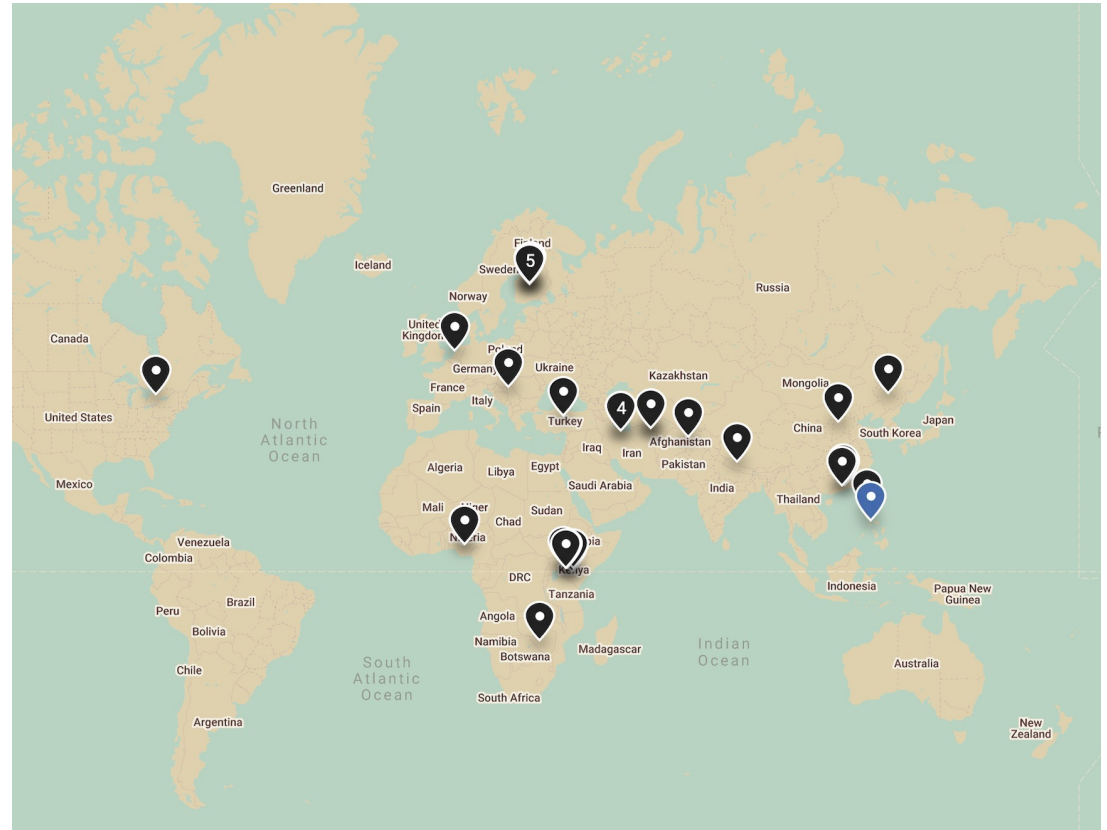 Greenland
Finland
5
Iceland
Sweden
Russia
Norway
United
Kingdom
Canada
Poland
Germany
Ukraine
Kazakhstan
Mongolia
France
Italy
Spain
4
United States
Turkey
Japan
China
South Korea
North
Atlantic
Ocean
Afghanistan
Iraq
Iran
Algeria
Libya
Egypt
Pakistan
Mexico
Saudi Arabia
India
Thailand
Mali
Niger
Sudan
Chad
Nigeria
Venezuela
Colombia
Kenya
DRC
Indonesia
Papua New
Guinea
Tanzania
Brazil
Peru
Angola
Bolivia
Namibia
Madagascar
Indian
Ocean
Botswana
South
Atlantic
Ocean
Chile
Australia
South Africa
Argentina
New
Zealand